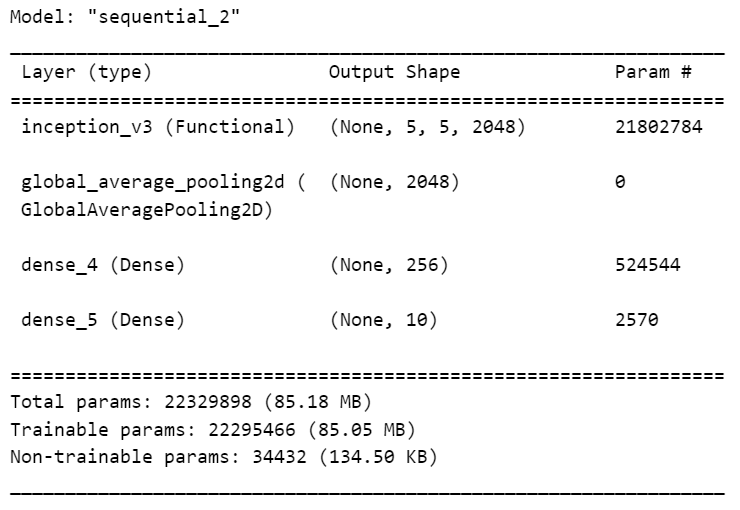 Model: "sequential_2"
Layer (type) Output Shape Param #
inception_v3 (Functional) (None, 5, 5, 2048) 21802784
global_average_pooling2d ( (None, 2048) 0
GlobalAveragePooling2D)
dense_4 (Dense) (None, 256) 524544
dense_5 (Dense) (None, 10) 2570
Total params: 22329898 (85.18 MB)
Trainable params: 22295466 (85.05 MB)
Non-trainable params: 34432 (134.50 KB)